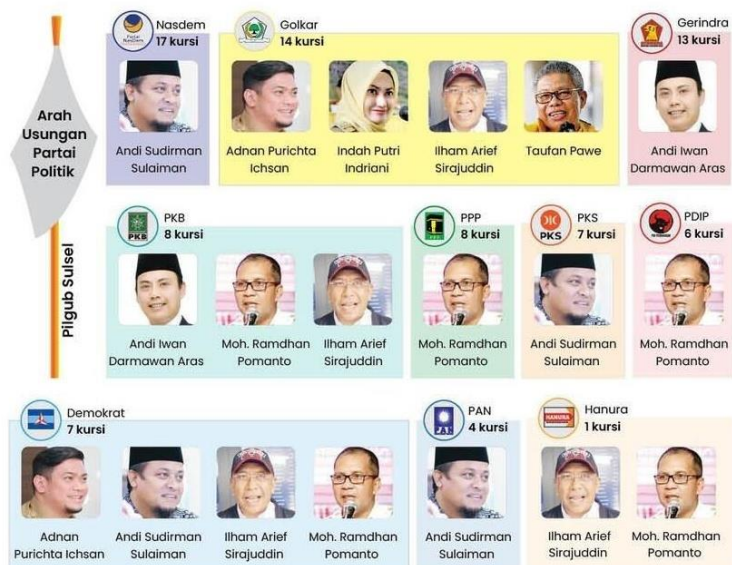 Arah
Usungan
Partai
Politik
Pilgub Sulsel
Nasdem
17 kursi
Andi Sudirman
Sulaiman
Golkar
14 kursi
Adnan Purichta
Ichsan
Indah Putri
Indriani
Ilham Arief
Sirajuddin
Taufan Pawe
Gerindra
13 kursi
Andi Iwan
Darmawan Aras
PKB
PKB
8 kursi
Andi Iwan
Darmawan Aras
Moh. Ramdhan
Pomanto
Ilham Arief
Sirajuddin
PPP
8 kursi
Moh. Ramdhan
Pomanto
PKS
PKS
7 kursi
Andi Sudirman
Sulaiman
PDIP
6 kursi
Moh. Ramdhan
Pomanto
Demokrat
7 kursi
Adnan
Purichta Ichsan
Andi Sudirman
Sulaiman
Ilham Arief
Sirajuddin
Moh. Ramdhan
Pomanto
PAN
PAN
4 kursi
Andi Sudirman
Sulaiman
HANURA
Hanura
1 kursi
Ilham Arief
Sirajuddin
Moh. Ramdhan
Pomanto